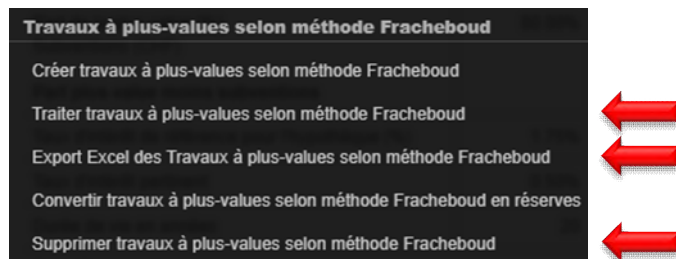 Travaux à plus-values selon méthode Fracheboud
Créer travaux à plus-values selon méthode Fracheboud
Traiter travaux à plus-values selon méthode Fracheboud
Export Excel des Travaux à plus-values selon méthode Fracheboud
Convertir travaux à plus-values selon méthode Fracheboud en réserves
Supprimer travaux à plus-values selon méthode Fracheboud